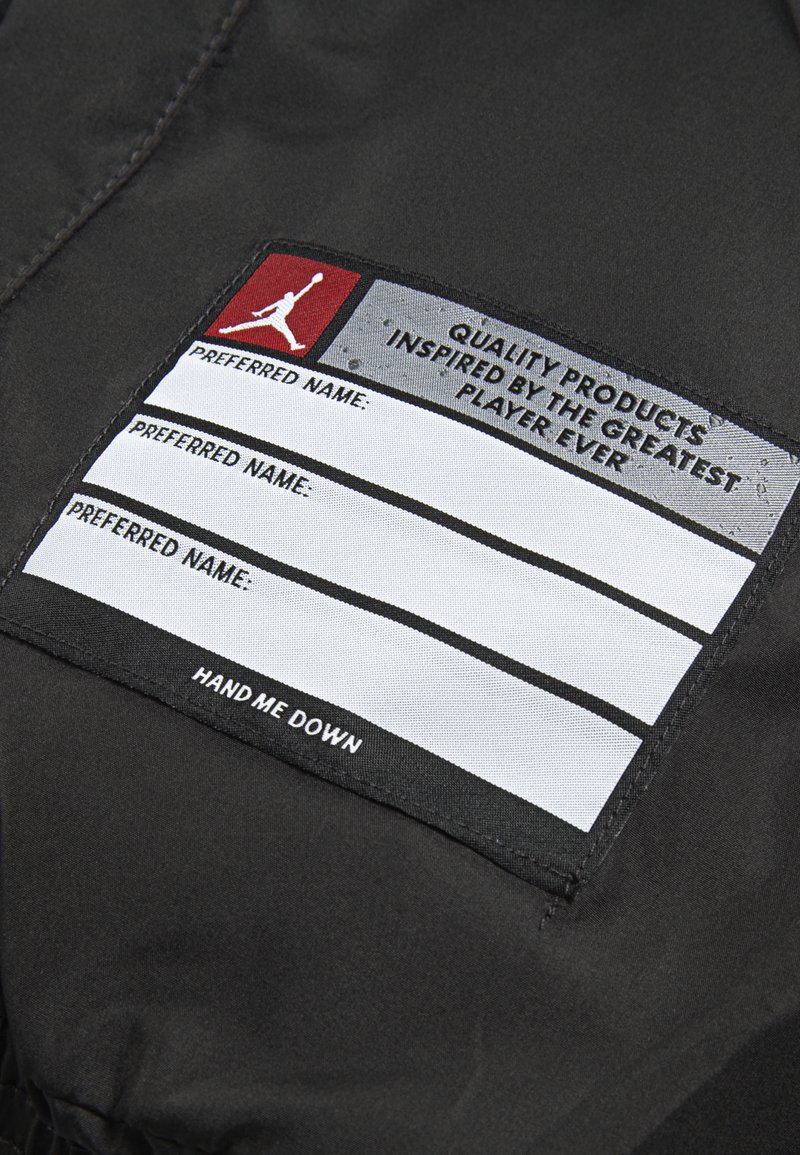 QUALITY PRODUCTS
INSPIRED BY THE GREATEST
PLAYER EVER
PREFERRED NAME:
PREFERRED NAME:
PREFERRED NAME:
HAND ME DOWN